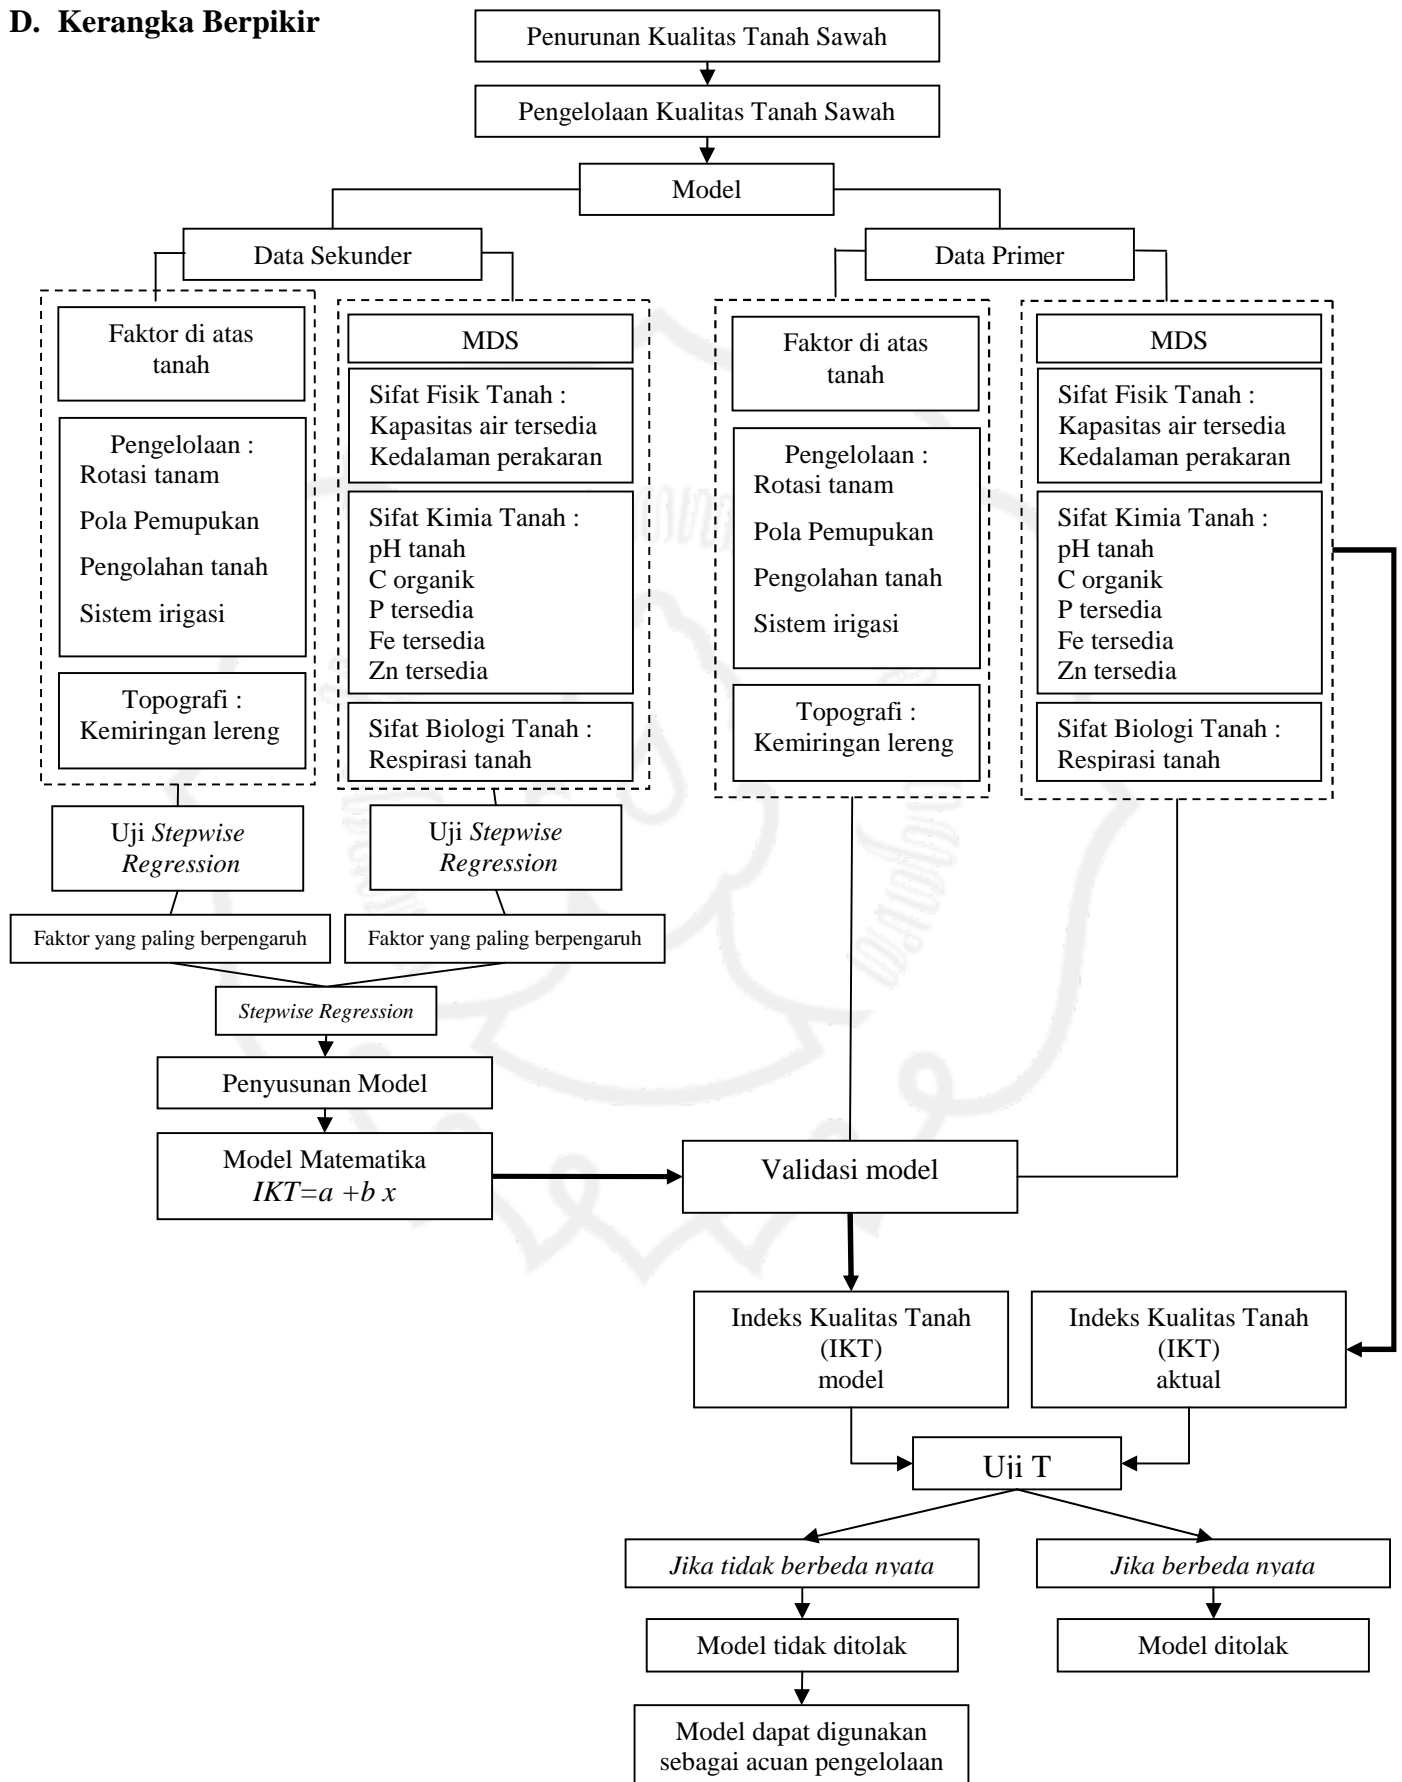 D. Kerangka Berpikir
Penurunan Kualitas Tanah Sawah
Pengelolaan Kualitas Tanah Sawah
Model
Data Sekunder
Data Primer
Faktor di atas
tanah
Pengelolaan :
Rotasi tanam
Pola Pemupukan
Pengolahan tanah
Sistem irigasi
Topografi :
Kemiringan lereng
MDS
Sifat Fisik Tanah :
Kapasitas air tersedia
Kedalaman perakaran
Sifat Kimia Tanah :
pH tanah
C organik
P tersedia
Fe tersedia
Zn tersedia
Sifat Biologi Tanah :
Respirasi tanah
Faktor di atas
tanah
Pengelolaan :
Rotasi tanam
Pola Pemupukan
Pengolahan tanah
Sistem irigasi
Topografi :
Kemiringan lereng
MDS
Sifat Fisik Tanah :
Kapasitas air tersedia
Kedalaman perakaran
Sifat Kimia Tanah :
pH tanah
C organik
P tersedia
Fe tersedia
Zn tersedia
Sifat Biologi Tanah :
Respirasi tanah
Uji Stepwise
Regression
Uji Stepwise
Regression
Faktor yang paling berpengaruh
Faktor yang paling berpengaruh
Stepwise Regression
Penyusunan Model
Model Matematika
IKT=a +b x
Validasi model
Indeks Kualitas Tanah
(IKT)
model
Indeks Kualitas Tanah
(IKT)
aktual
Uji T
Jika tidak berbeda nyata
Jika berbeda nyata
Model tidak ditolak
Model ditolak
Model dapat digunakan
sebagai acuan pengelolaan